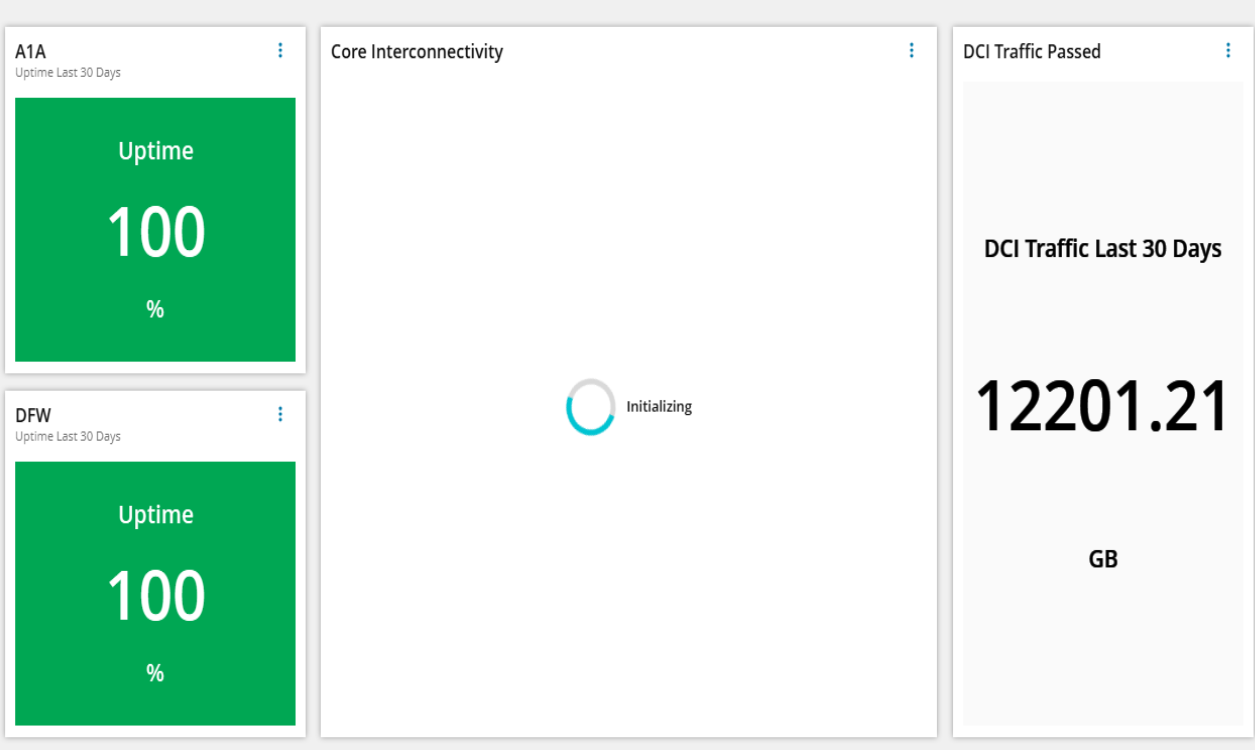 A1A
Uptime Last 30 Days
Uptime
100
%
DFW
Uptime Last 30 Days
Uptime
100
%
Core Interconnectivity
Initializing
DCI Traffic Passed
DCI Traffic Last 30 Days
12201.21
GB